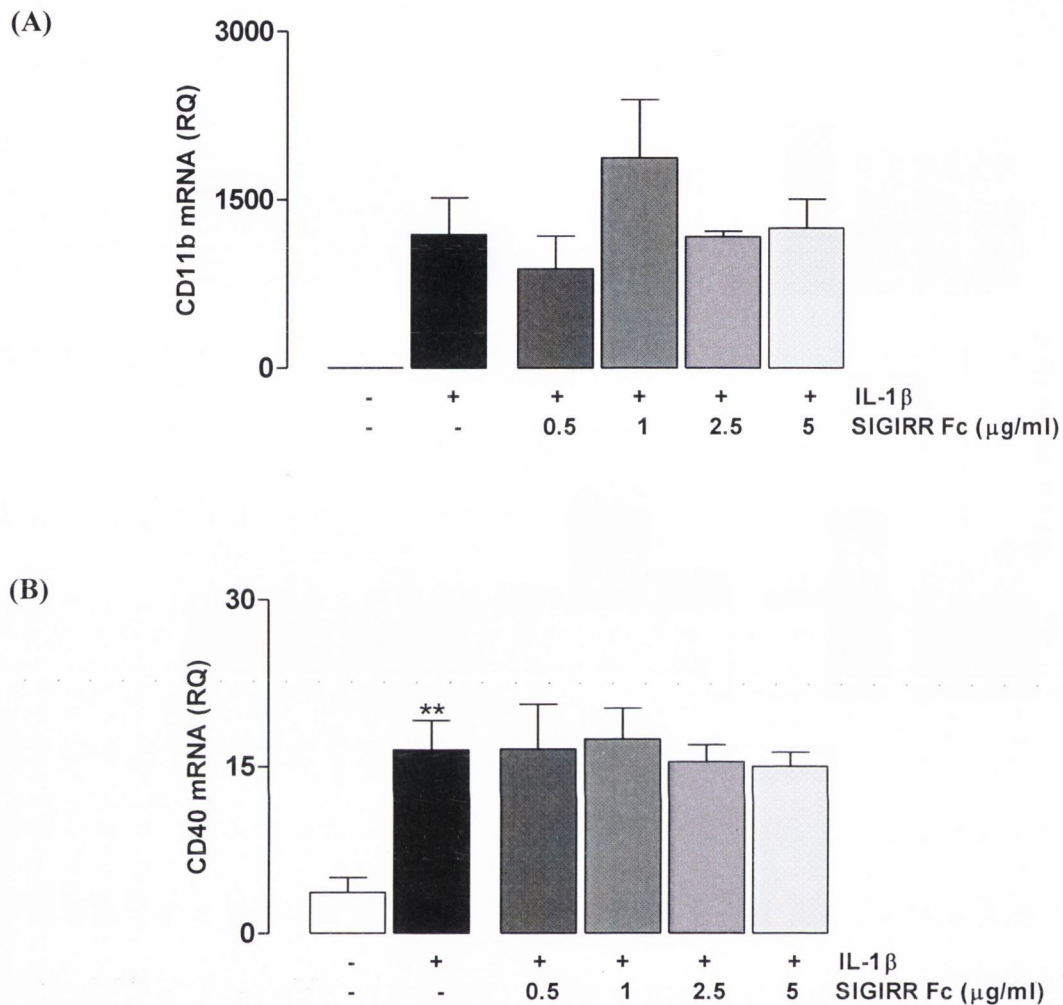 (A)
3000
1500
0
CD11b mRNA (RQ)
- + + + + + IL-1β
- - 0.5 1 2.5 5 SIGIRR Fc (μg/ml)
(B)
30
15
0
CD40 mRNA (RQ)
**
- + + + + + IL-1β
- - 0.5 1 2.5 5 SIGIRR Fc (μg/ml)